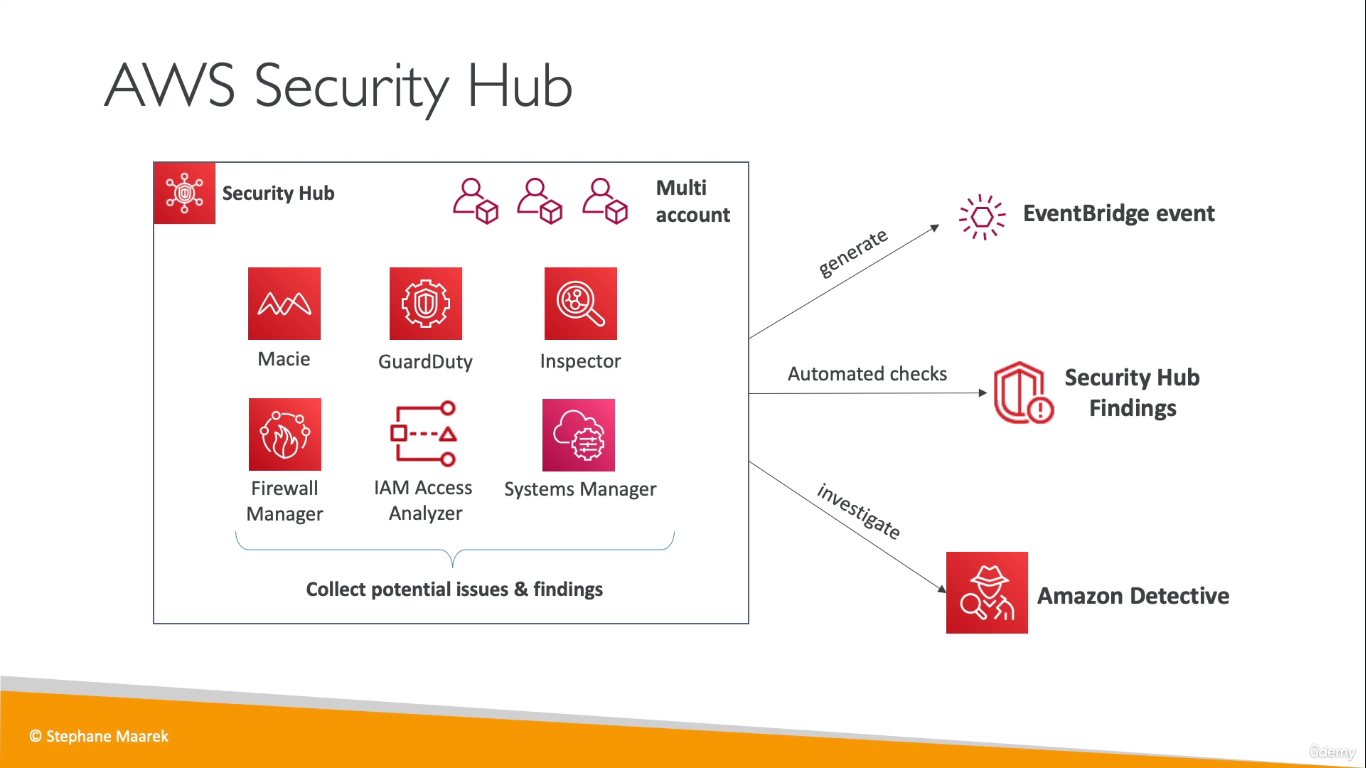 AWS Security Hub
Security Hub
Multi
account
Macie
GuardDuty
Inspector
Firewall
Manager
IAM Access
Analyzer
Systems Manager
Collect potential issues & findings
generate
EventBridge event
Automated checks
Security Hub
Findings
investigate
Amazon Detective
© Stephane Maarek
ûdemy